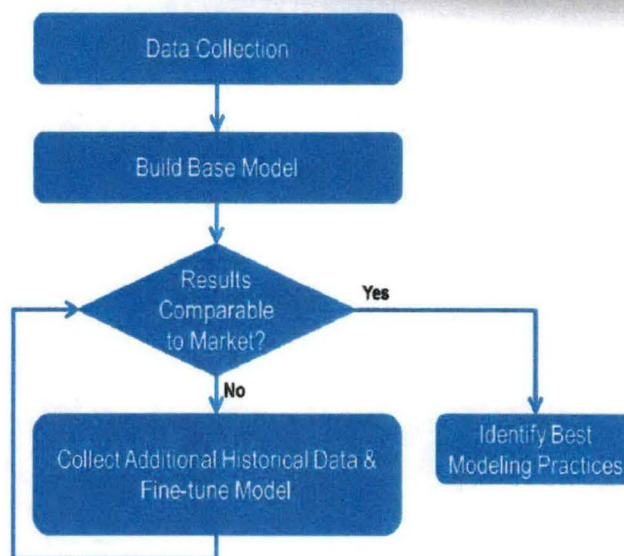 Data Collection
Build Base Model
Results
Comparable
to Market?
Yes
No
Collect Additional Historical Data &
Fine-tune Model
Identify Best
Modeling Practices